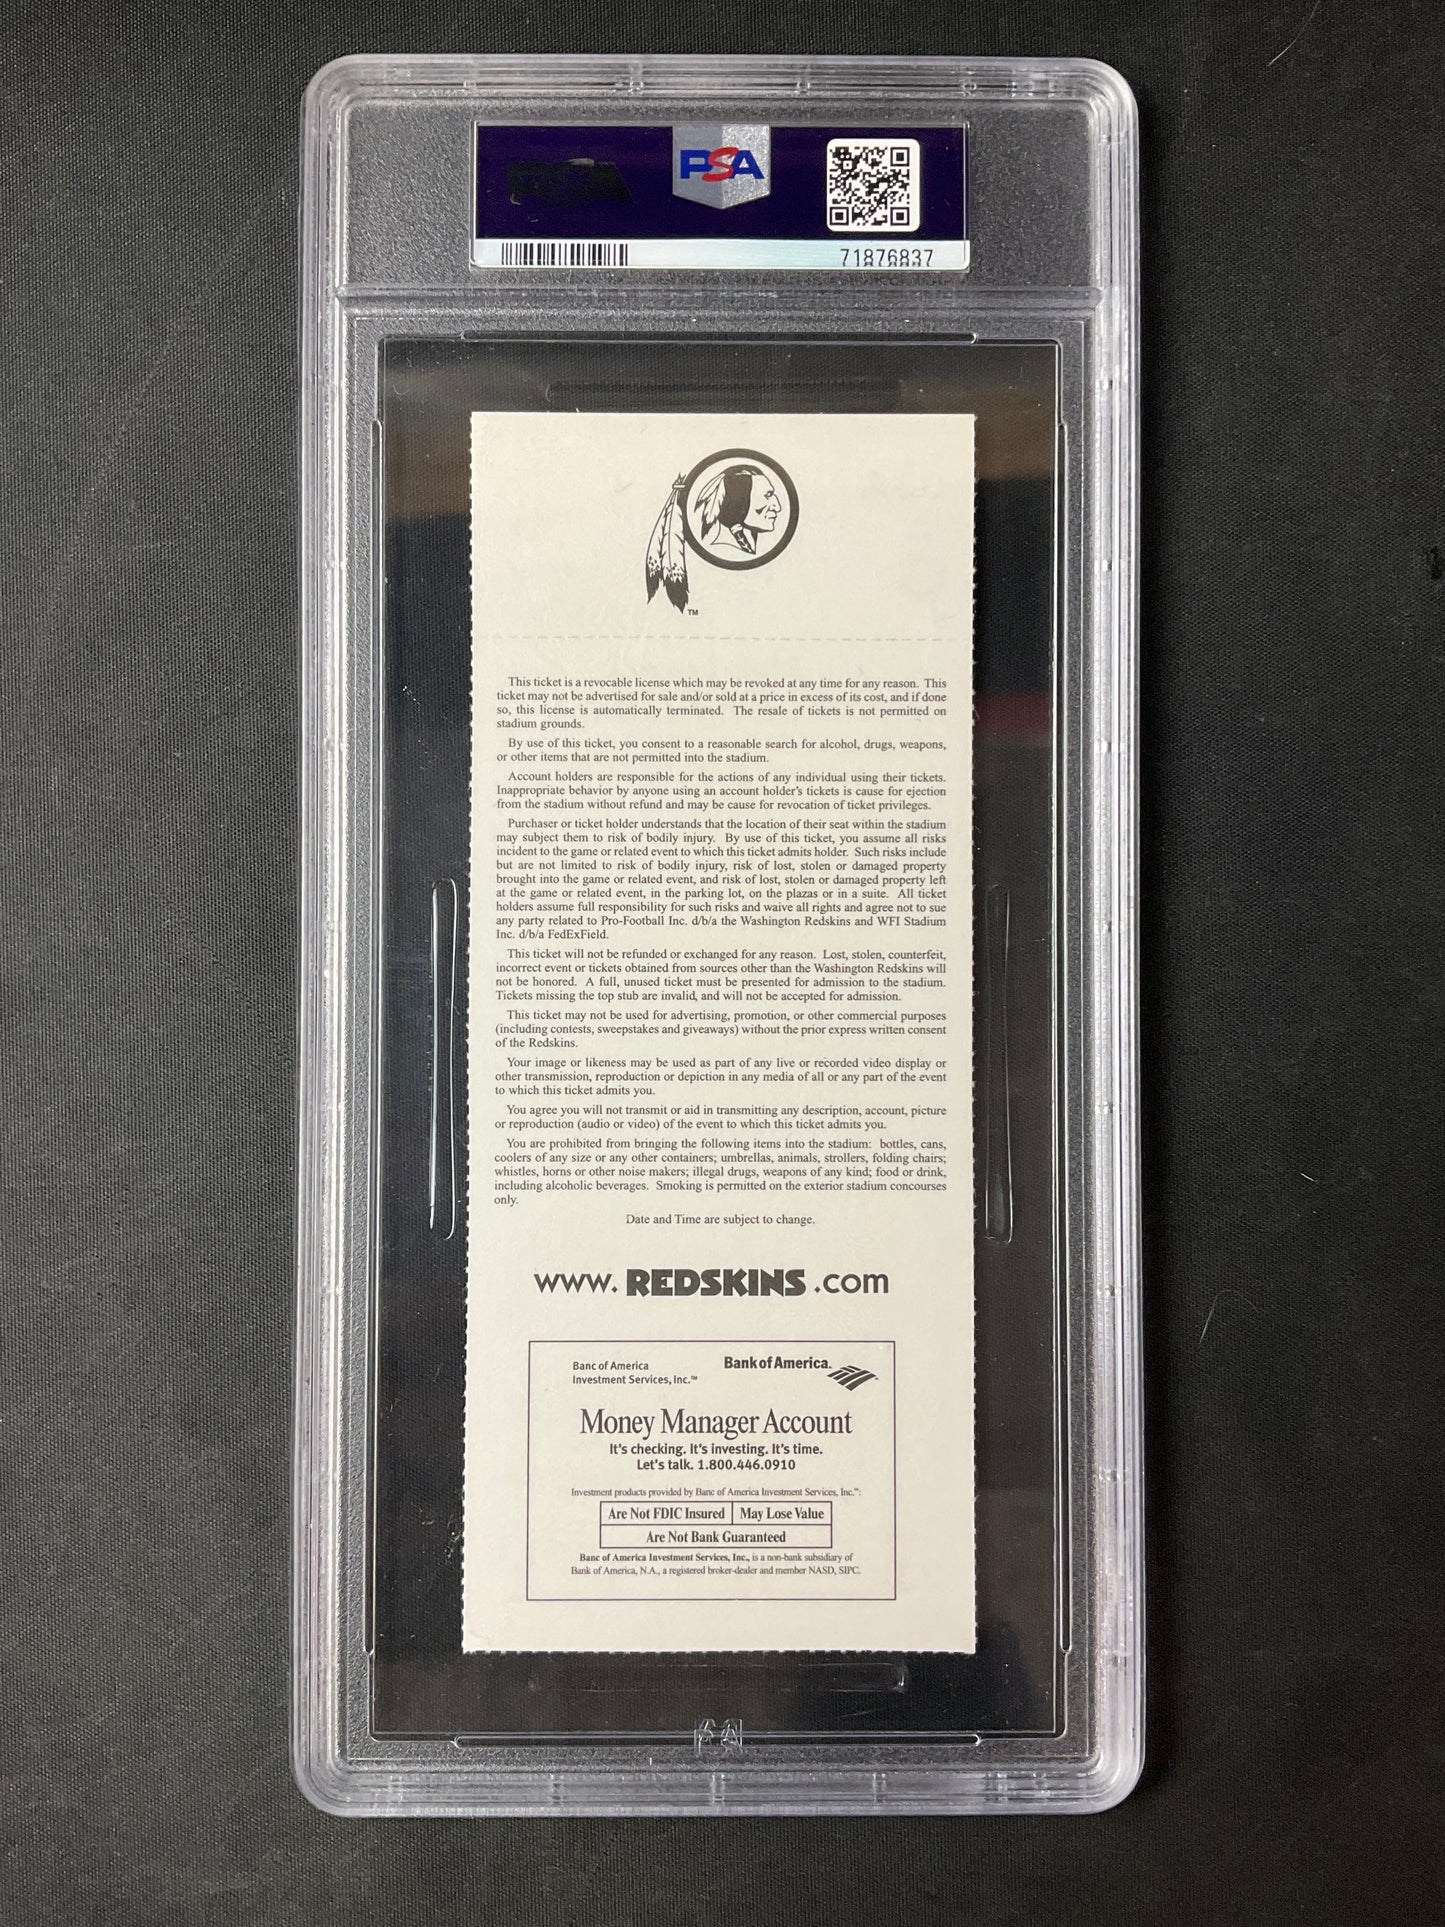 PSA
71876837
TM
This ticket is a revocable license which may be revoked at any time for any reason. This
ticket may not be advertised for sale and/or sold at a price in excess of its cost, and if done
so, this license is automatically terminated. The resale of tickets is not permitted on
stadium grounds.
By use of this ticket, you consent to a reasonable search for alcohol, drugs, weapons,
or other items that are not permitted into the stadium.
Account holders are responsible for the actions of any individual using their tickets.
Inappropriate behavior by anyone using an account holder's tickets is cause for ejection
from the stadium without refund and may be cause for revocation of ticket privileges.
Purchaser or ticket holder understands that the location of their seat within the stadium
may subject them to risk of bodily injury. By use of this ticket, you assume all risks
incident to the game or related event to which this ticket admits holder. Such risks include
but are not limited to risk of bodily injury, risk of lost, stolen or damaged property
brought into the game or related event, and risk of lost, stolen or damaged property left
at the game or related event, in the parking lot, on the plazas or in a suite. All ticket
holders assume full responsibility for such risks and waive all rights and agree not to sue
any party related to Pro-Football Inc. d/b/a the Washington Redskins and WFI Stadium
Inc. d/b/a FedExField.
This ticket will not be refunded or exchanged for any reason. Lost, stolen, counterfeit,
incorrect event or tickets obtained from sources other than the Washington Redskins will
not be honored. A full, unused ticket must be presented for admission to the stadium.
Tickets missing the top stub are invalid, and will not be accepted for admission.
This ticket may not be used for advertising, promotion, or other commercial purposes
(including contests, sweepstakes and giveaways) without the prior express written consent
of the Redskins.
Your image or likeness may be used as part of any live or recorded video display or
other transmission, reproduction or depiction in any media of all or any part of the event
to which this ticket admits you.
You agree you will not transmit or aid in transmitting any description, account, picture
or reproduction (audio or video) of the event to which this ticket admits you.
You are prohibited from bringing the following items into the stadium: bottles, cans,
coolers of any size or any other containers; umbrellas, animals, strollers, folding chairs;
whistles, horns or other noise makers; illegal drugs, weapons of any kind; food or drink,
including alcoholic beverages. Smoking is permitted on the exterior stadium concourses
only.
Date and Time are subject to change.
www.REDSKINS.com
Banc of America
Investment Services, Inc.™
Bank of America.
Money Manager Account
It's checking. It's investing. It's time.
Let's talk. 1.800.446.0910
Investment products provided by Banc of America Investment Services, Inc.™:
Are Not FDIC Insured May Lose Value
Are Not Bank Guaranteed
Banc of America Investment Services, Inc., is a non-bank subsidiary of
Bank of America, N.A., a registered broker-dealer and member NASD, SIPC.